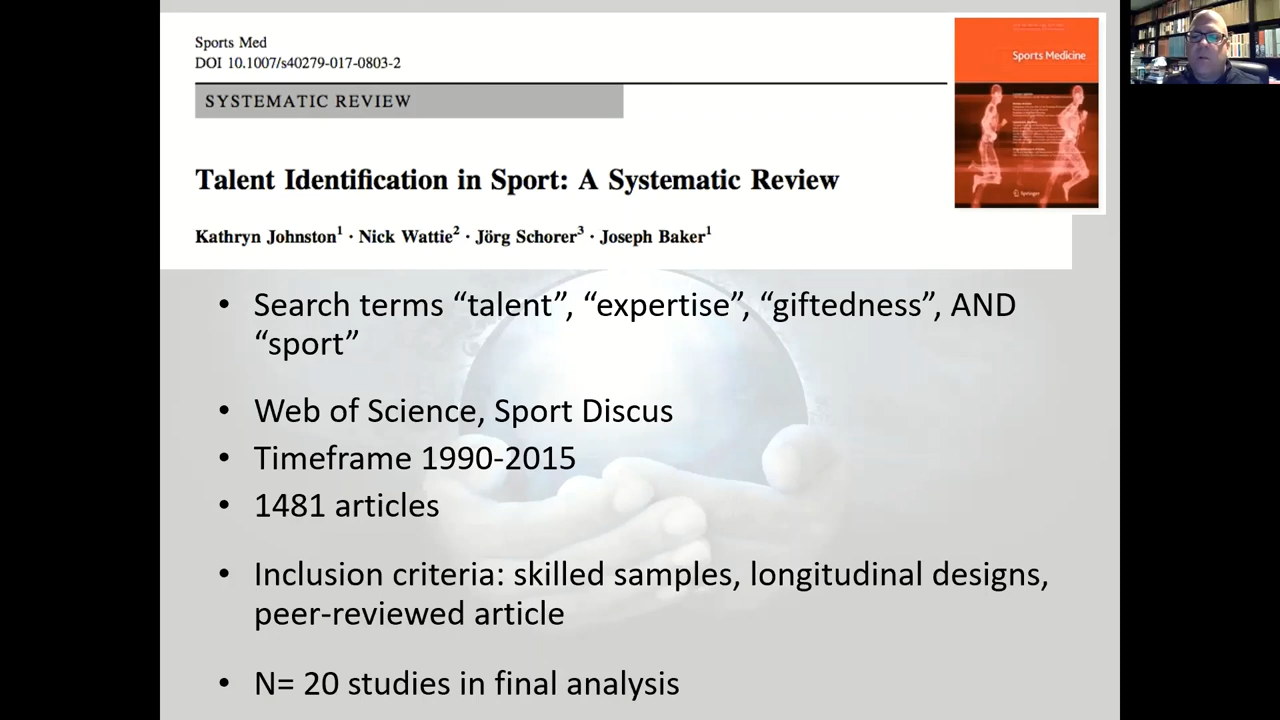 Sports Med
DOI 10.1007/s40279-017-0803-2
SYSTEMATIC REVIEW
Talent Identification in Sport: A Systematic Review
Kathryn Johnston1 · Nick Wattie2 · Jörg Schorer3 · Joseph Baker1
Sports Medicine
Springer
• Search terms “talent”, “expertise”, “giftedness”, AND
“sport”
• Web of Science, Sport Discus
• Timeframe 1990-2015
• 1481 articles
• Inclusion criteria: skilled samples, longitudinal designs,
peer-reviewed article
• N= 20 studies in final analysis